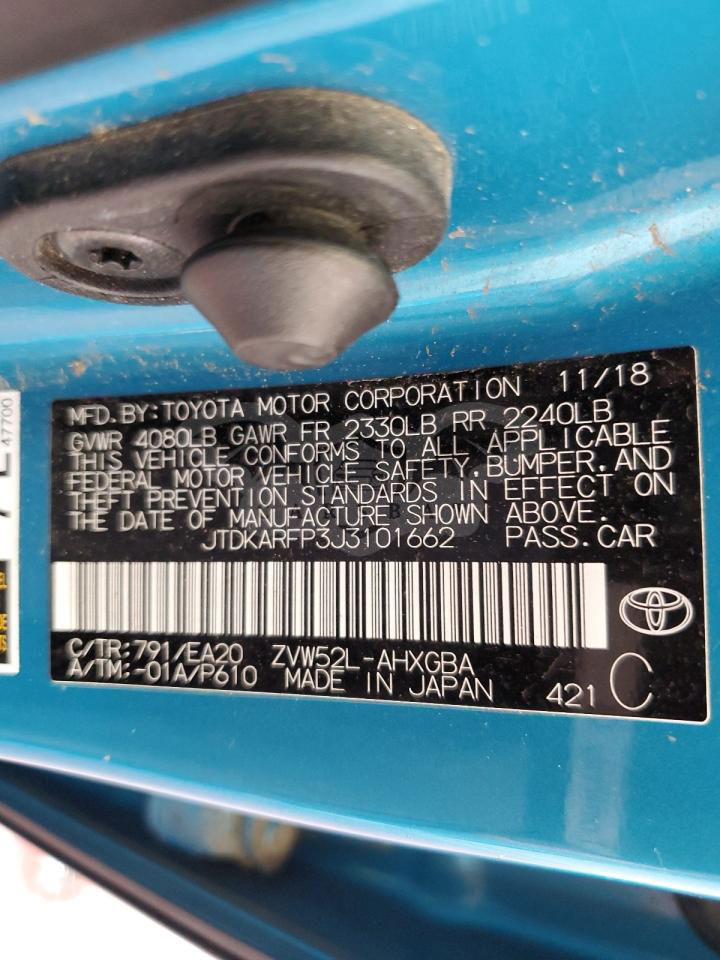 MFD.BY:TOYOTA MOTOR CORPORATION 11/18
GVWR 4080LB GAWR FR 2330LB RR 2240LB
THIS VEHICLE CONFORMS TO ALL APPLICABLE
FEDERAL MOTOR VEHICLE SAFETY,BUMPER,AND
THEFT PREVENTION STANDARDS IN EFFECT ON
THE DATE OF MANUFACTURE SHOWN ABOVE.
JTDKARFP3J3101662 PASS.CAR
C/TR:791/EA20 ZVW52L-AHXGBA
A/TM:-01A/P610 MADE IN JAPAN 421 C
47700